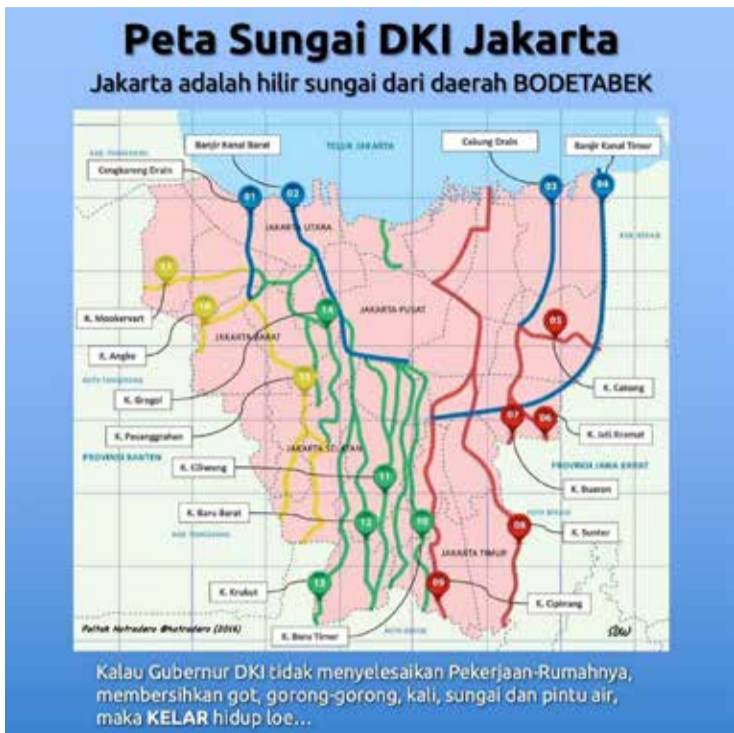 Peta Sungai DKI Jakarta
Jakarta adalah hilir sungai dari daerah BODETABEK
Banjir Kanal Barat
TELUK JAKARTA
Cakung Drain
Banjir Kanal Timur
Cengkareng Drain
01
02
03
04
JAKARTA UTARA
K. Mookervart
JAKARTA PUSAT
14
05
JAKARTA BARAT
K. Angke
K. Cakung
K. Grogol
07
06
K. Pesanggrahan
K. Jati Kramat
JAKARTA SELATAN
PROVINSI BANTEN
K. Ciliwung
PROVINSI JAWA BARAT
11
K. Buaran
K. Baru Barat
12
10
08
K. Sunter
JAKARTA TIMUR
K. Krukut
13
09
K. Cipinang
K. Baru Timur
Kalau Gubernur DKI tidak menyelesaikan Pekerjaan-Rumahnya,
membersihkan got, gorong-gorong, kali, sungai dan pintu air,
maka KELAR hidup loe...